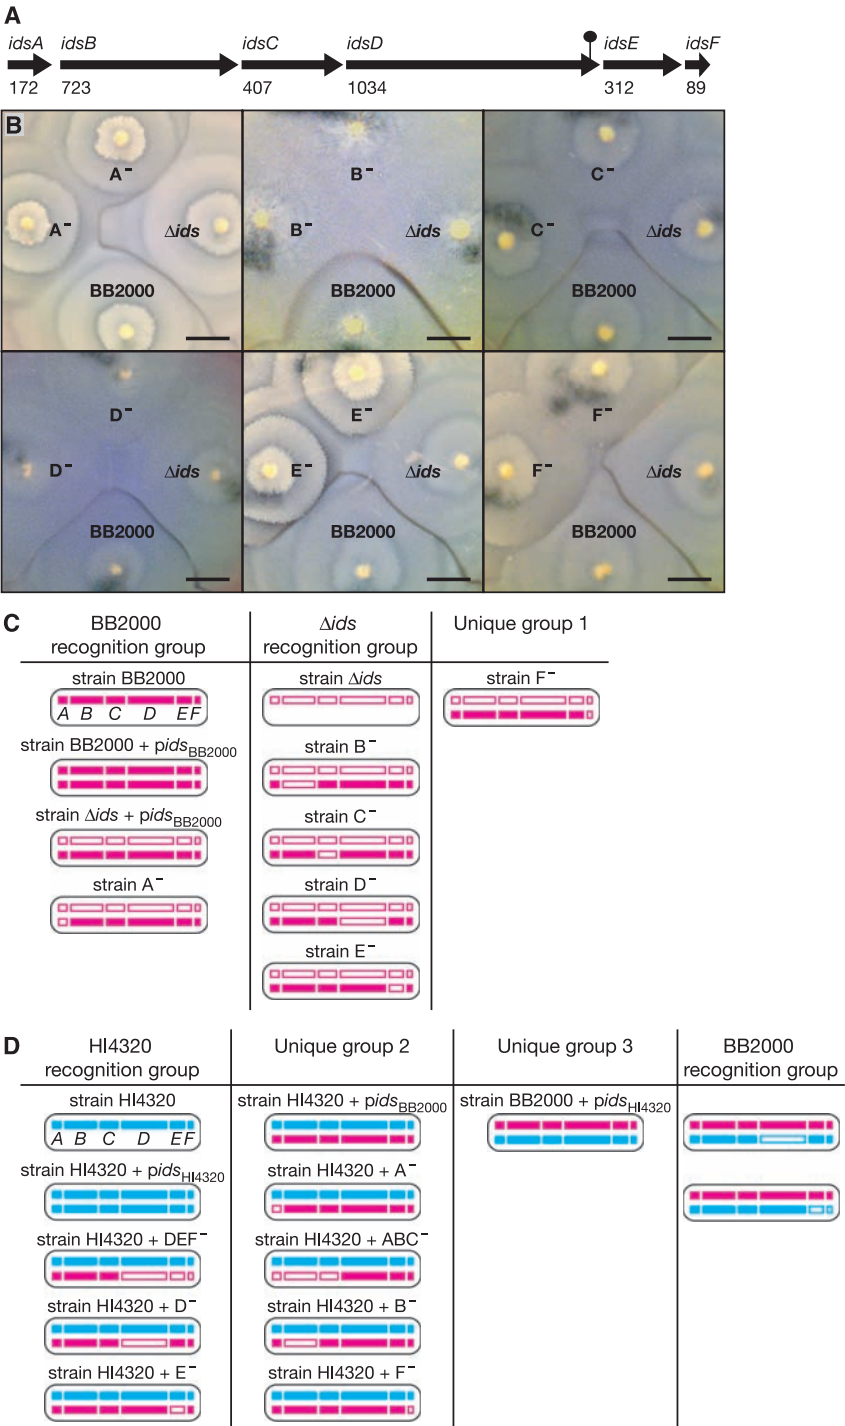 A
idsA idsB idsC idsD idsE idsF
172 723 407 1034 312 89
B
A⁻ B⁻ C⁻
A⁻ Δids B⁻ Δids C⁻ Δids
BB2000 BB2000 BB2000
D⁻ E⁻ F⁻
D⁻ Δids E⁻ Δids F⁻ Δids
BB2000 BB2000 BB2000
C
BB2000 Δids Unique group 1
recognition group recognition group
strain BB2000 strain Δids strain F⁻
A B C D E F
strain BB2000 + pidsBB2000 strain B⁻
strain Δids + pidsBB2000 strain C⁻
strain A⁻ strain D⁻
strain E⁻
D
HI4320 Unique group 2 Unique group 3 BB2000
recognition group recognition group
strain HI4320 strain HI4320 + pidsBB2000 strain BB2000 + pidsHI4320
A B C D E F
strain HI4320 + pidsHI4320 strain HI4320 + A⁻
strain HI4320 + DEF⁻ strain HI4320 + ABC⁻
strain HI4320 + D⁻ strain HI4320 + B⁻
strain HI4320 + E⁻ strain HI4320 + F⁻